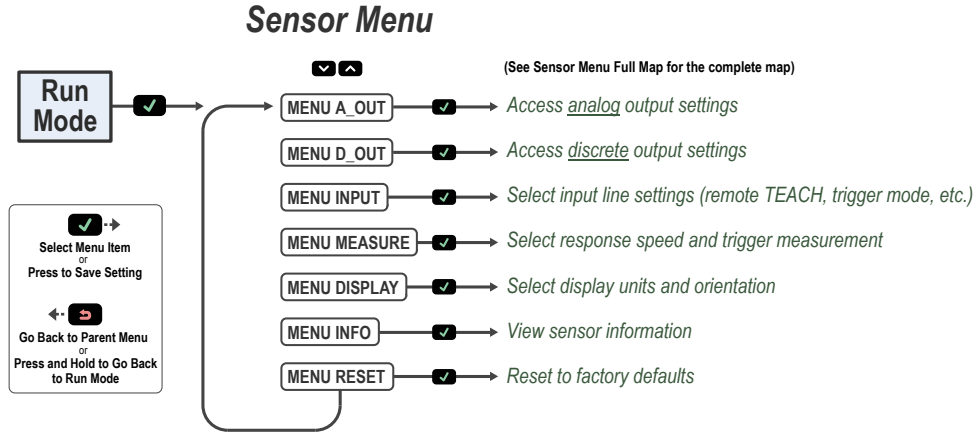 Sensor Menu
(See Sensor Menu Full Map for the complete map)
Run
Mode
MENU A_OUT
Access analog output settings
MENU D_OUT
Access discrete output settings
MENU INPUT
Select input line settings (remote TEACH, trigger mode, etc.)
MENU MEASURE
Select response speed and trigger measurement
MENU DISPLAY
Select display units and orientation
MENU INFO
View sensor information
MENU RESET
Reset to factory defaults
Select Menu Item
or
Press to Save Setting
Go Back to Parent Menu
or
Press and Hold to Go Back
to Run Mode